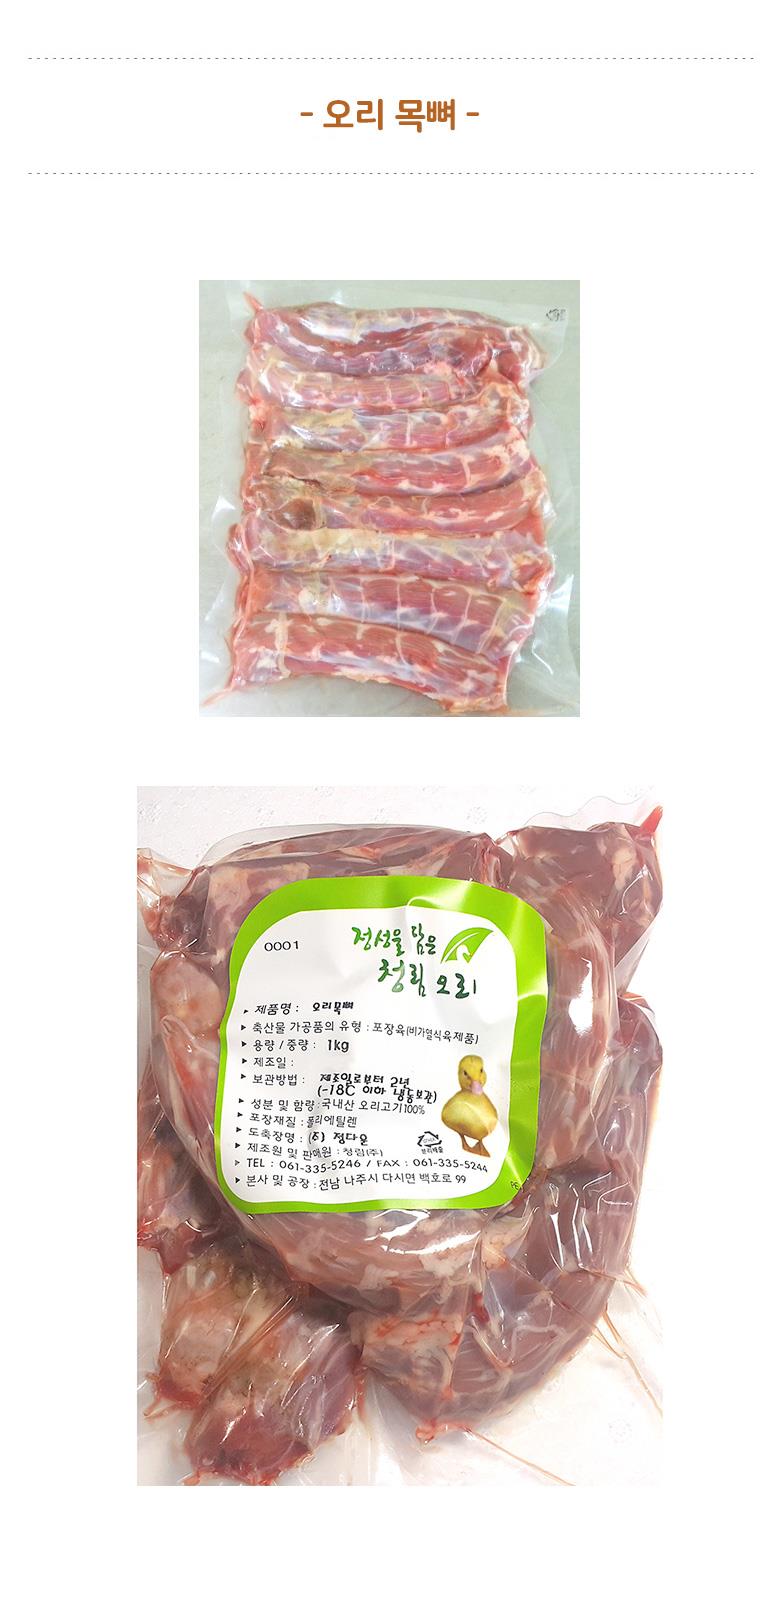 - 오리 목뼈 -
0001
정성을 담은
청림 오리
▶ 제품명 : 오리목뼈
▶ 축산물 가공품의 유형 : 포장육(비가열식육제품)
▶ 용량 / 중량 : 1kg
▶ 제조일 :
▶ 보관방법 : 제조일로부터 2년
(-18C 이하 냉동보관)
▶ 성분 및 함량 : 국내산 오리고기100%
▶ 포장재질 : 폴리에틸렌
▶ 도축장명 : (주) 정다운
▶ 제조원 및 판매원 : 청림(주)
▶ TEL : 061-335-5246 / FAX : 061-335-5244
▶ 본사 및 공장 : 전남 나주시 다시면 백호로 99
분리배출